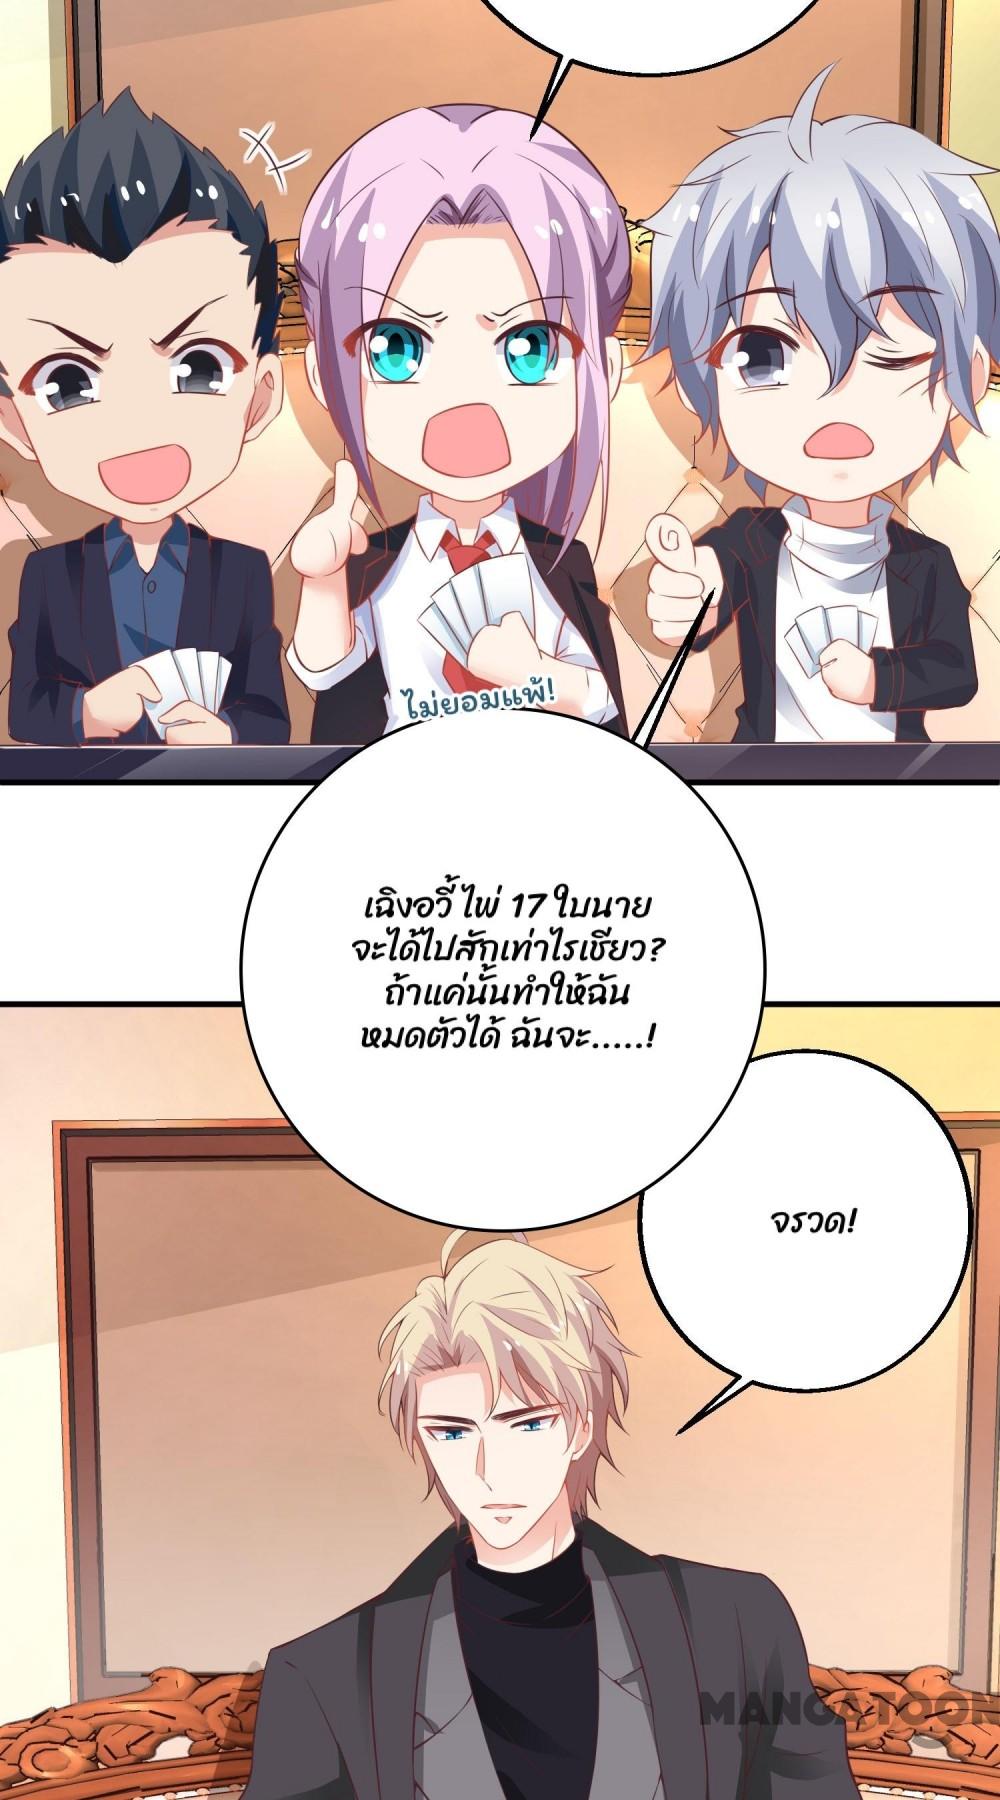 ไม่ยอมแพ้!
เฉิงอวี้ ไพ่ 17 ใบนาย
จะได้ไปสักเท่าไรเชียว?
ถ้าแค่นั้นทำให้ฉัน
หมดตัวได้ ฉันจะ.....!
จรวด!
MANGATOON